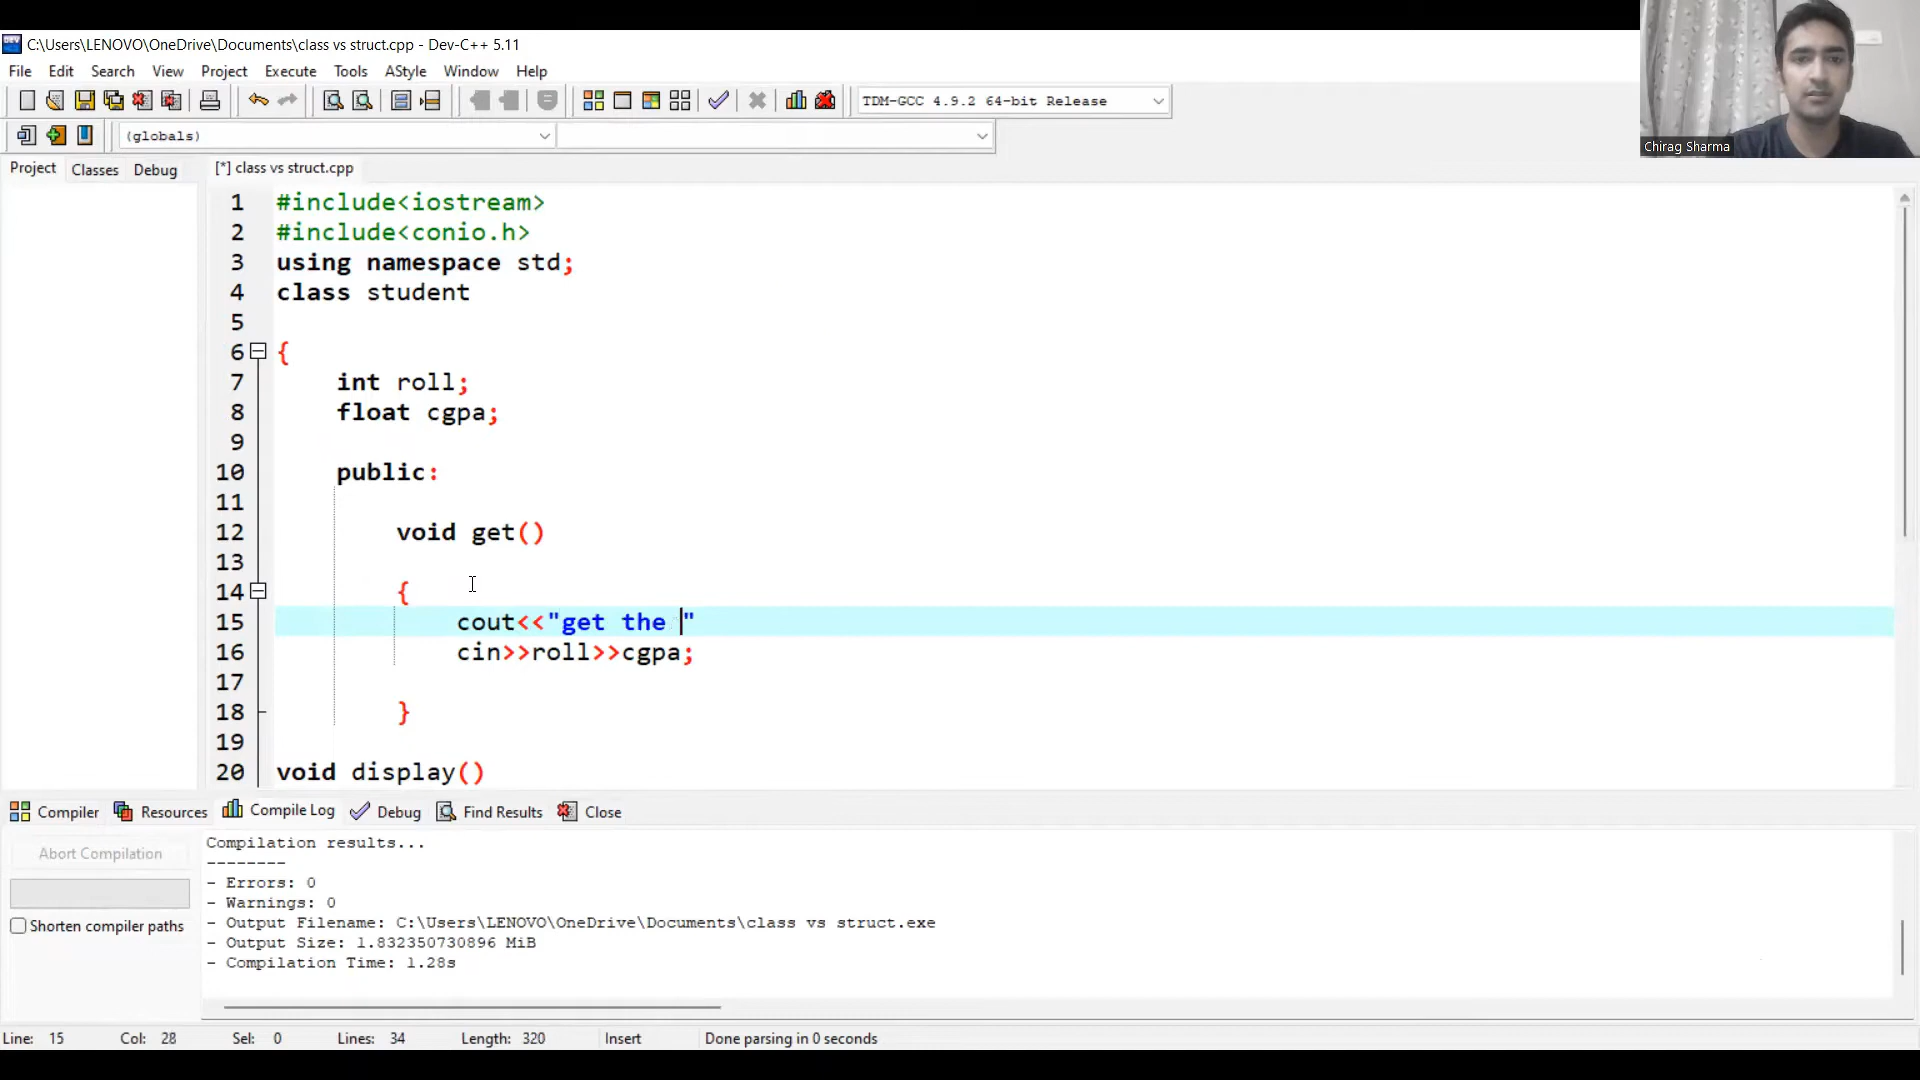 C:\Users\LENOVO\OneDrive\Documents\class vs struct.cpp - Dev-C++ 5.11
File Edit Search View Project Execute Tools AStyle Window Help
TDM-GCC 4.9.2 64-bit Release
(globals)
Chirag Sharma
Project Classes Debug [*] class vs struct.cpp
1 #include<iostream>
2 #include<conio.h>
3 using namespace std;
4 class student
5
6 {
7 int roll;
8 float cgpa;
9
10 public:
11
12 void get()
13
14 {
15 cout<<"get the "
16 cin>>roll>>cgpa;
17
18 }
19
20 void display()
Compiler Resources Compile Log Debug Find Results Close
Abort Compilation
Shorten compiler paths
Compilation results...
--------
- Errors: 0
- Warnings: 0
- Output Filename: C:\Users\LENOVO\OneDrive\Documents\class vs struct.exe
- Output Size: 1.832350730896 MiB
- Compilation Time: 1.28s
Line: 15 Col: 28 Sel: 0 Lines: 34 Length: 320 Insert Done parsing in 0 seconds